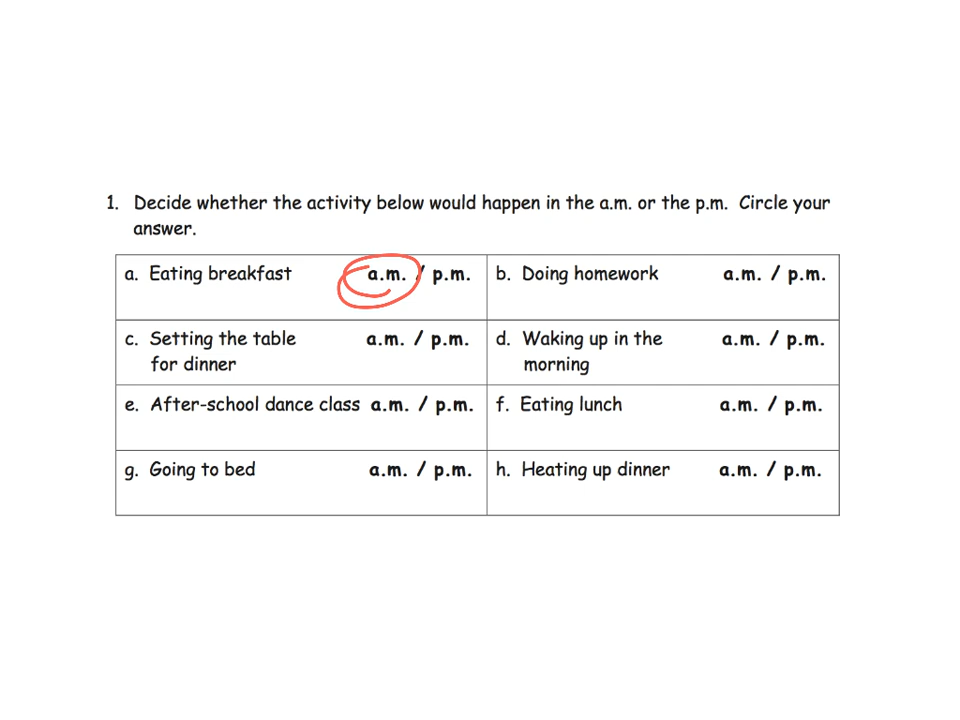 1. Decide whether the activity below would happen in the a.m. or the p.m. Circle your
answer.
a. Eating breakfast a.m. / p.m.
b. Doing homework a.m. / p.m.
c. Setting the table a.m. / p.m.
for dinner
d. Waking up in the a.m. / p.m.
morning
e. After-school dance class a.m. / p.m.
f. Eating lunch a.m. / p.m.
g. Going to bed a.m. / p.m.
h. Heating up dinner a.m. / p.m.